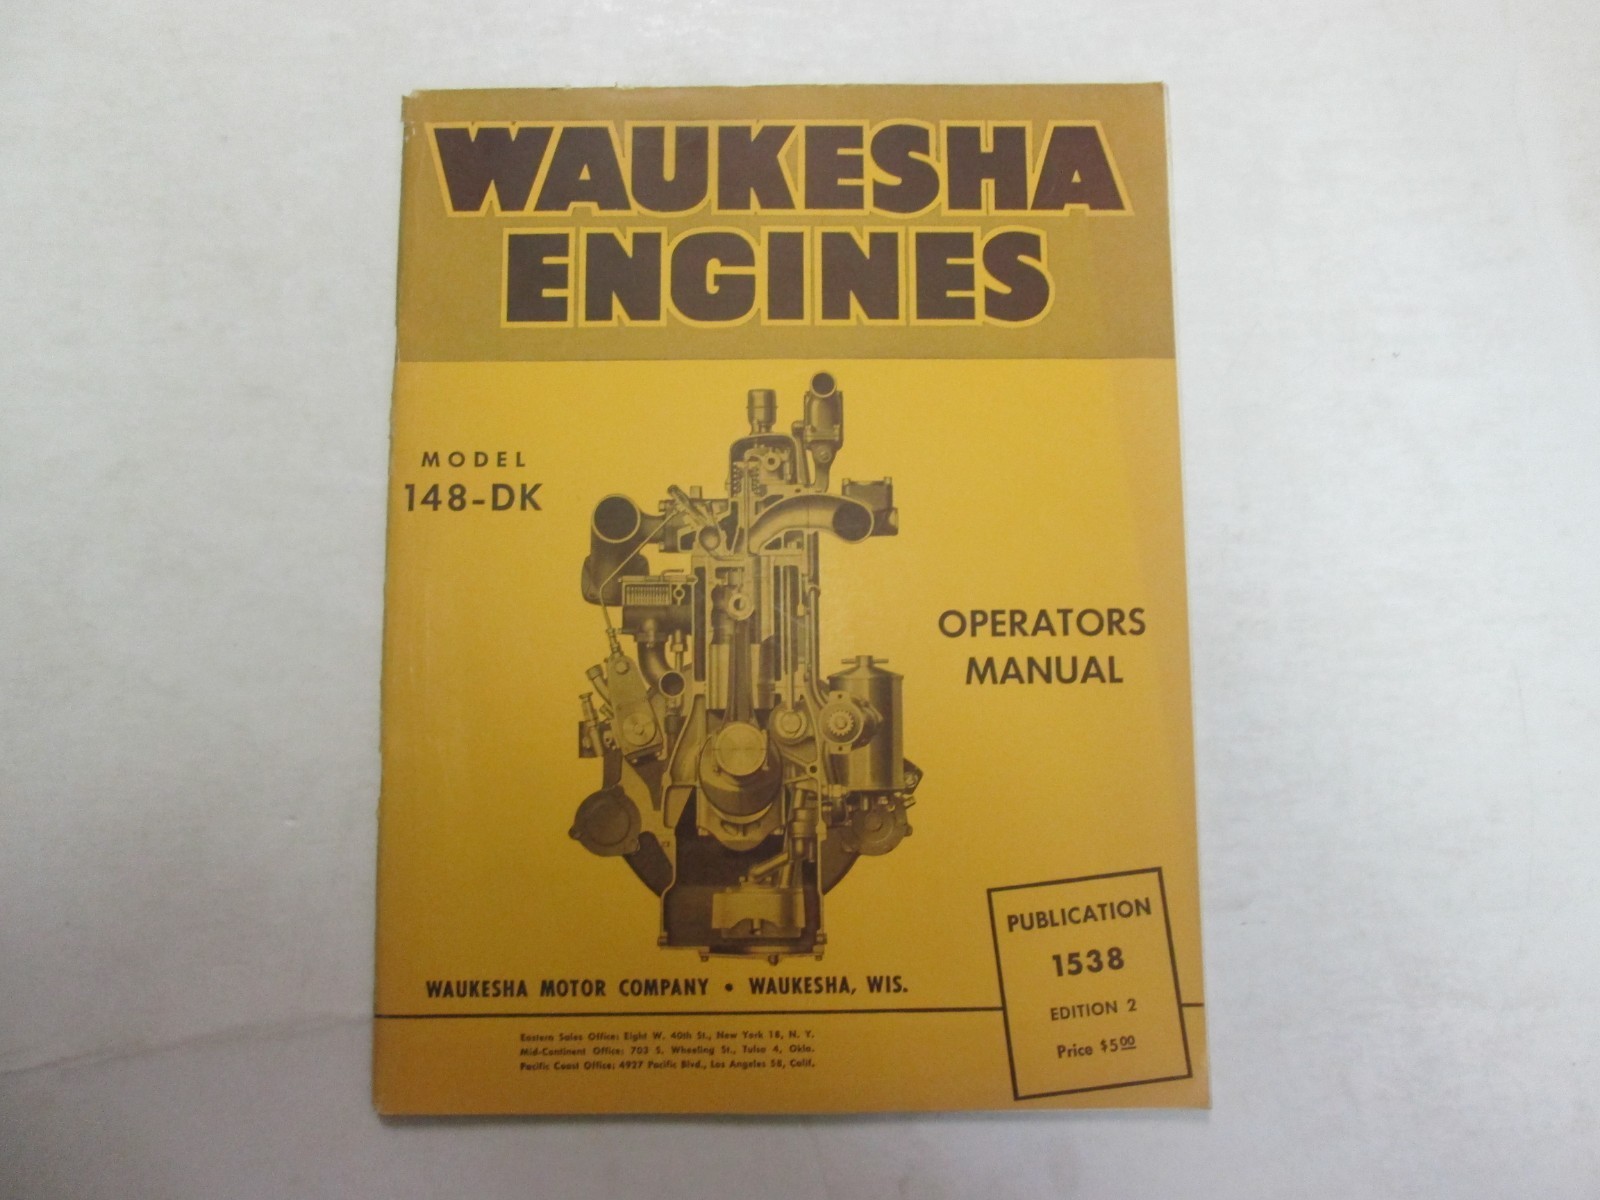 WAUKESHA
ENGINES
MODEL
148-DK
OPERATORS
MANUAL
PUBLICATION
1538
EDITION 2
Price $5.00
WAUKESHA MOTOR COMPANY • WAUKESHA, WIS.
Eastern Sales Office: Eight W. 40th St., New York 18, N. Y.
Mid-Continent Office: 703 S. Wheeling St., Tulsa 4, Okla.
Pacific Coast Office: 4927 Pacific Blvd., Los Angeles 58, Calif.